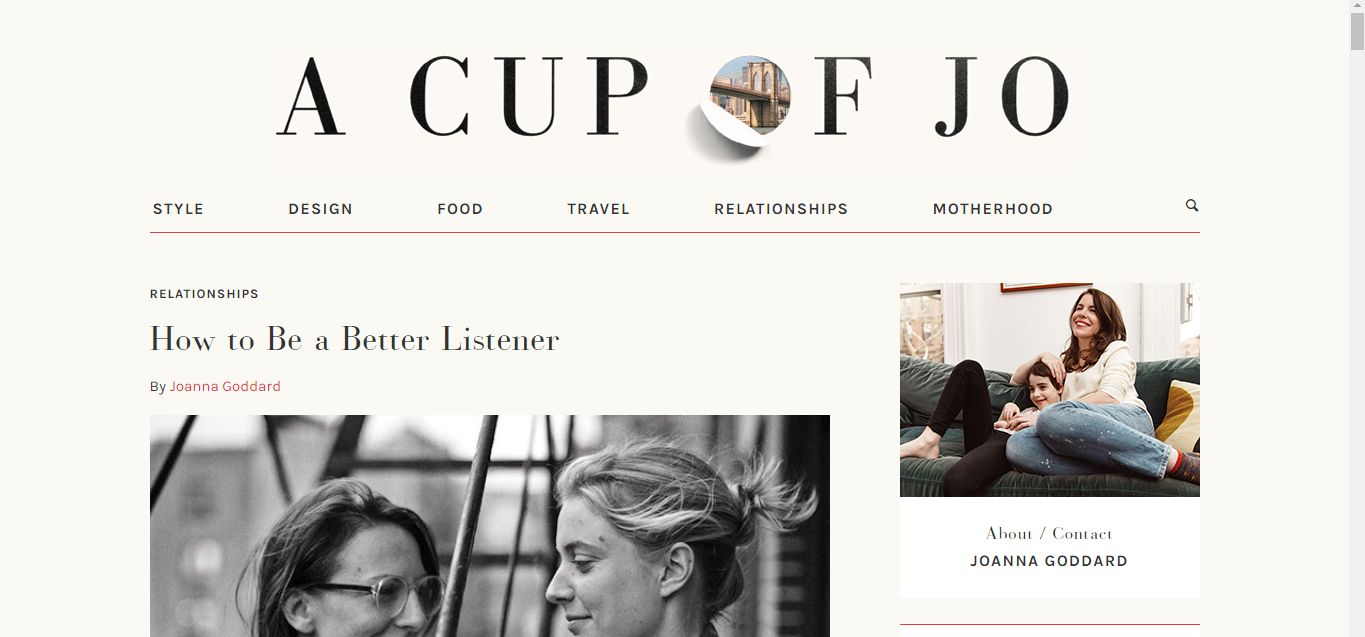 A CUP OF JO
STYLE DESIGN FOOD TRAVEL RELATIONSHIPS MOTHERHOOD
RELATIONSHIPS
How to Be a Better Listener
By Joanna Goddard
About / Contact
JOANNA GODDARD